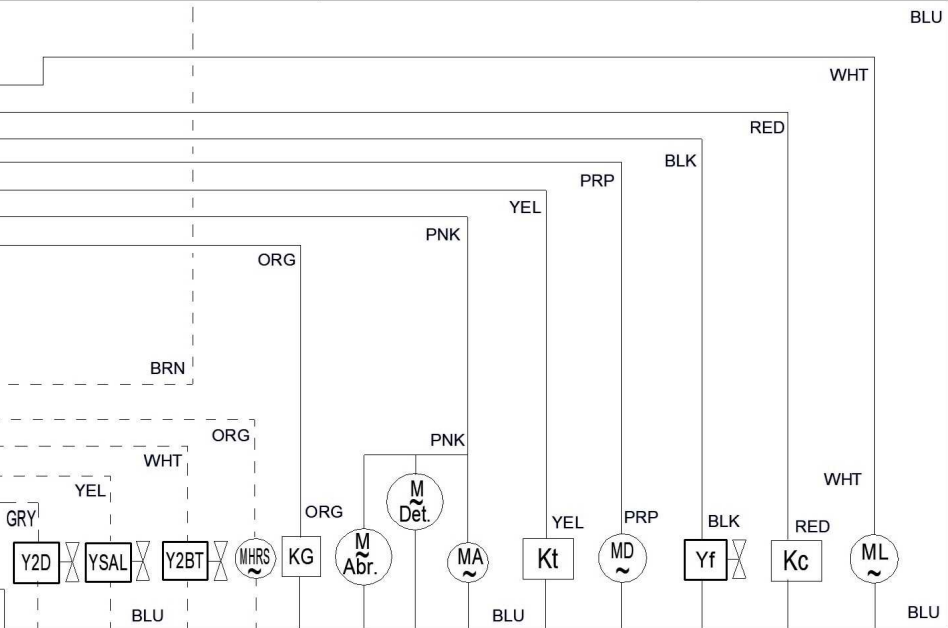 BLU
WHT
RED
BLK
PRP
YEL
PNK
ORG
BRN
ORG
PNK
WHT
YEL
WHT
GRY
ORG
YEL
PRP
BLK
RED
M
~
Det.
Y2D
YSAL
Y2BT
MHRS
~
KG
M
~
Abr.
MA
~
Kt
MD
~
Yf
Kc
ML
~
BLU
BLU
BLU